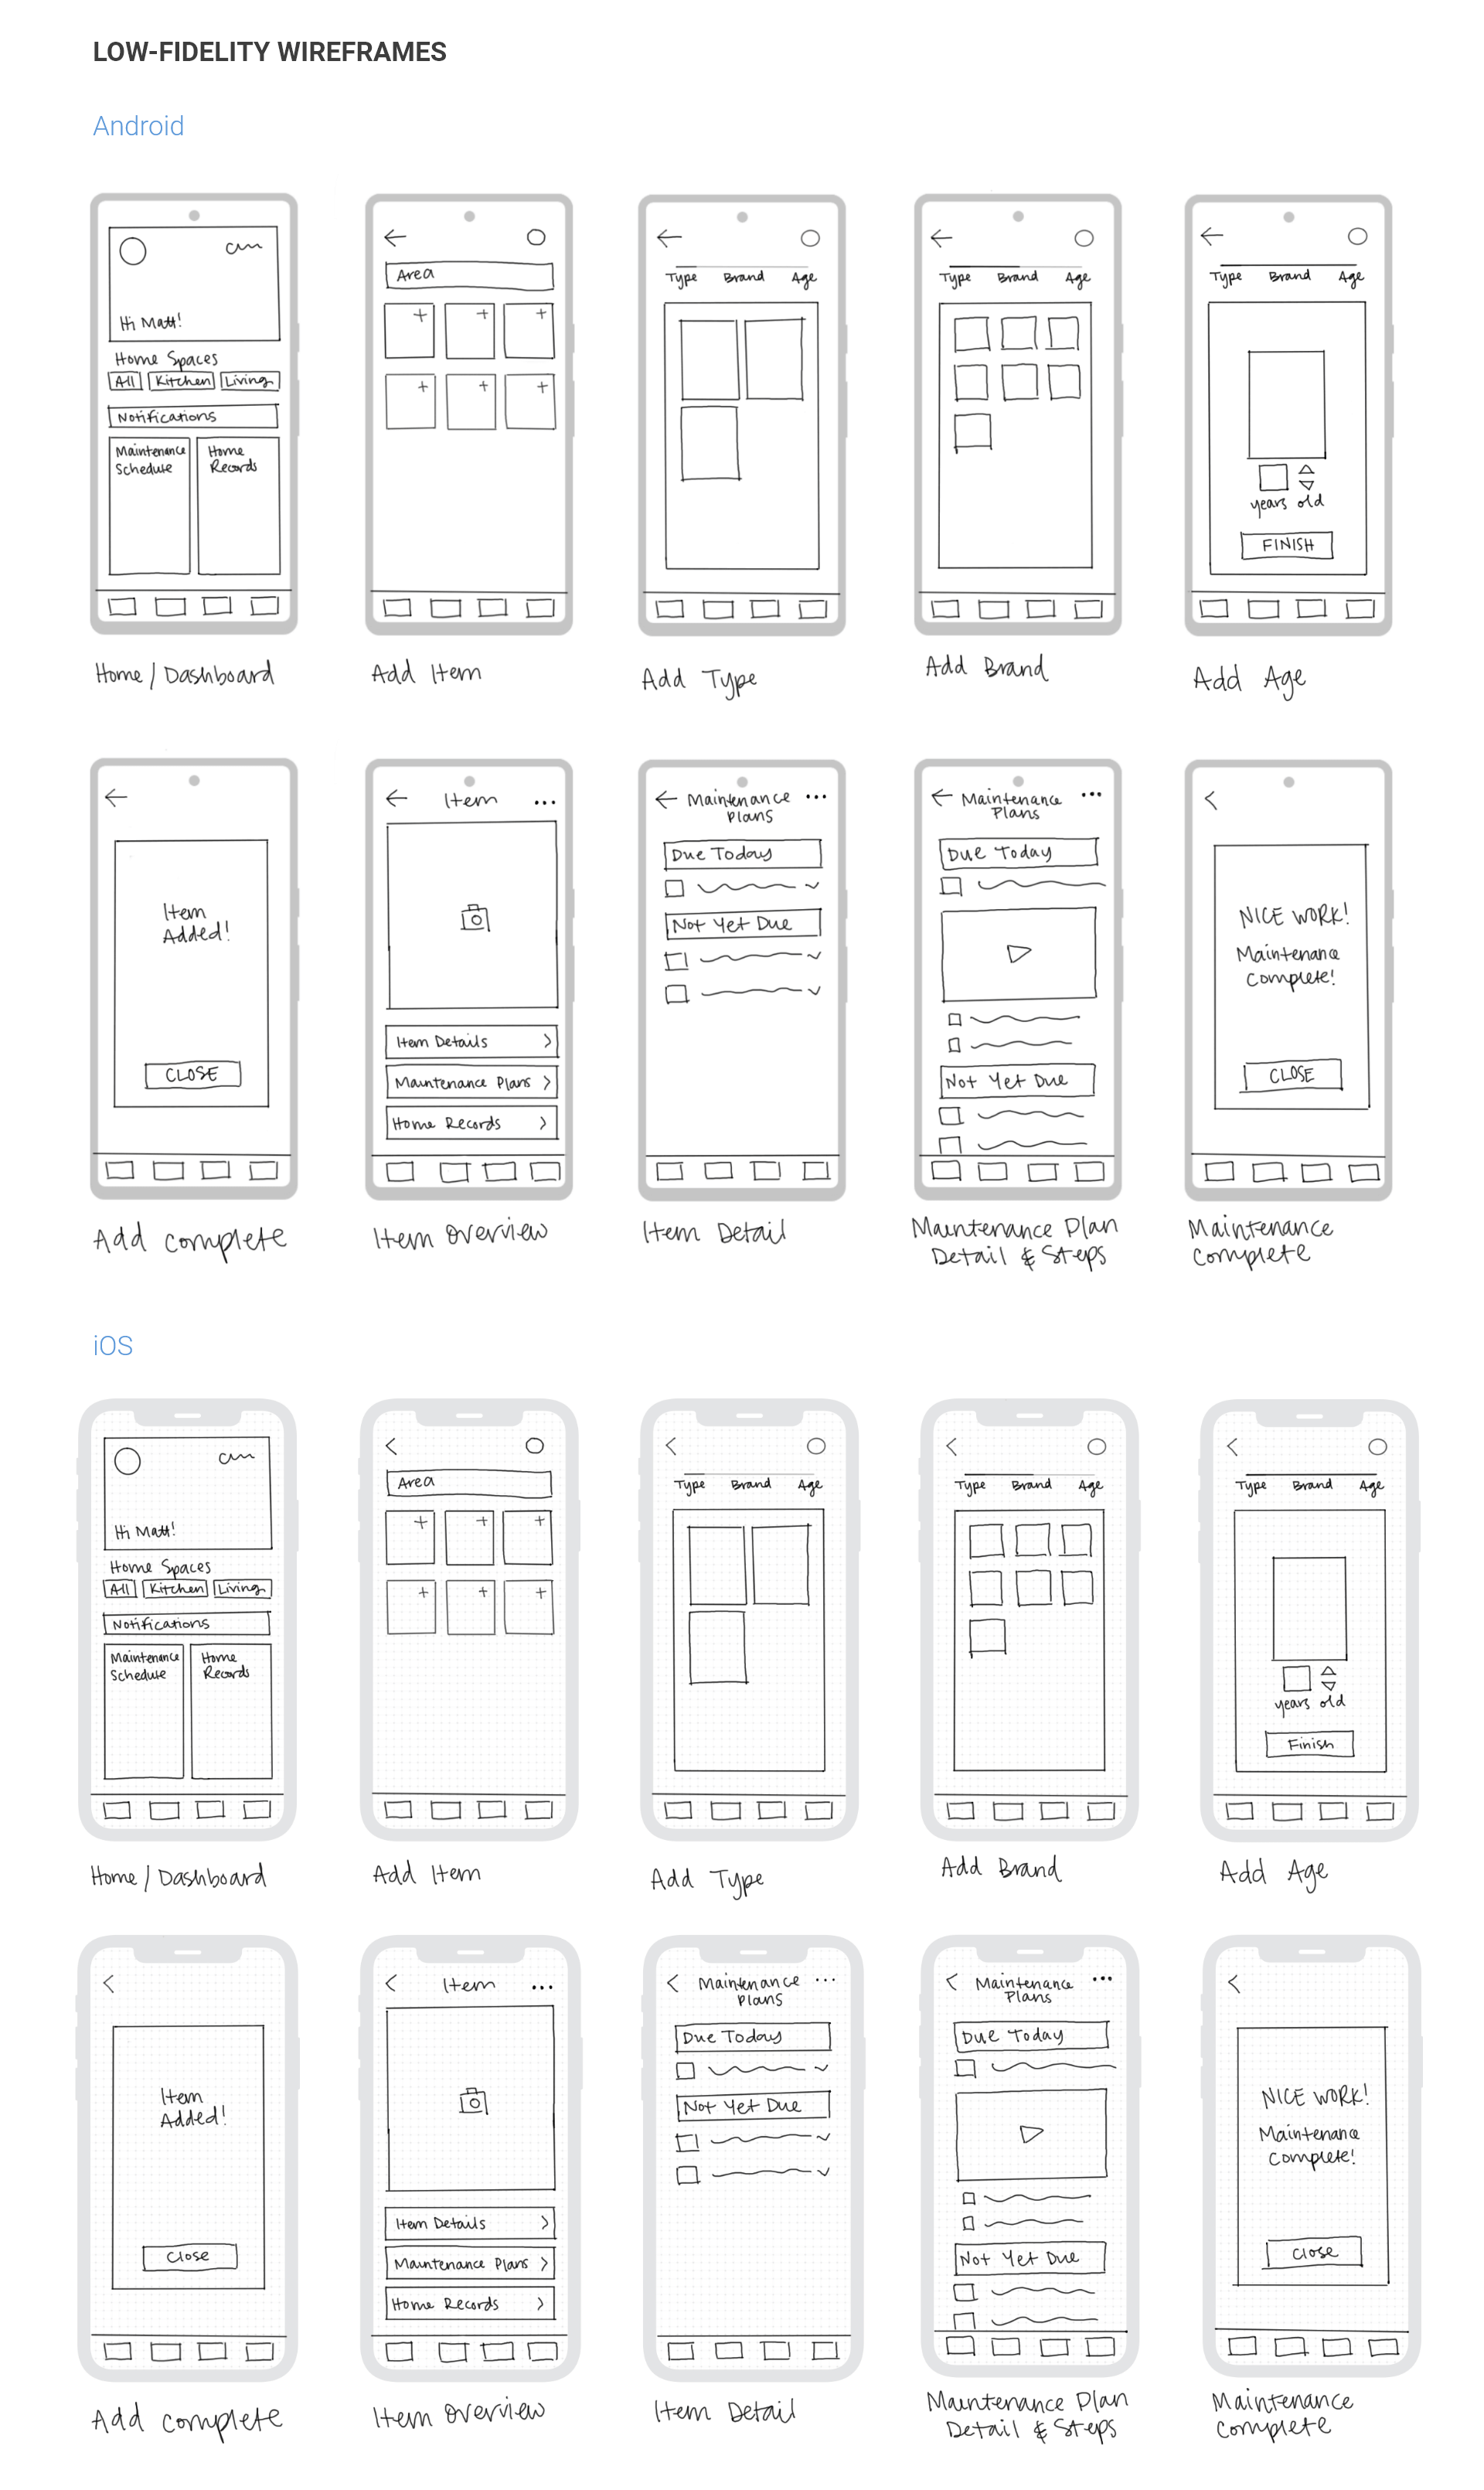 LOW-FIDELITY WIREFRAMES
Android
Hi Matt!
Home Spaces
All Kitchen Living
Notifications
Maintenance
Schedule
Home
Records
Home/Dashboard
Area
Add Item
Type Brand Age
Add Type
Type Brand Age
Add Brand
Type Brand Age
years old
FINISH
Add Age
Item
Added!
CLOSE
Add complete
Item
Item Details
Maintenance Plans
Home Records
Item Overview
Maintenance
Plans
Due Today
Not Yet Due
Item Detail
Maintenance
Plans
Due Today
Not Yet Due
Maintenance Plan
Detail & Steps
NICE WORK!
Maintenance
Complete!
CLOSE
Maintenance
Complete
iOS
Hi Matt!
Home Spaces
All Kitchen Living
Notifications
Maintenance
Schedule
Home
Records
Home/Dashboard
Area
Add Item
Type Brand Age
Add Type
Type Brand Age
Add Brand
Type Brand Age
years old
Finish
Add Age
Item
Added!
Close
Add complete
Item
Item Details
Maintenance Plans
Home Records
Item Overview
Maintenance
Plans
Due Today
Not Yet Due
Item Detail
Maintenance
Plans
Due Today
Not Yet Due
Maintenance Plan
Detail & Steps
NICE WORK!
Maintenance
Complete!
Close
Maintenance
Complete